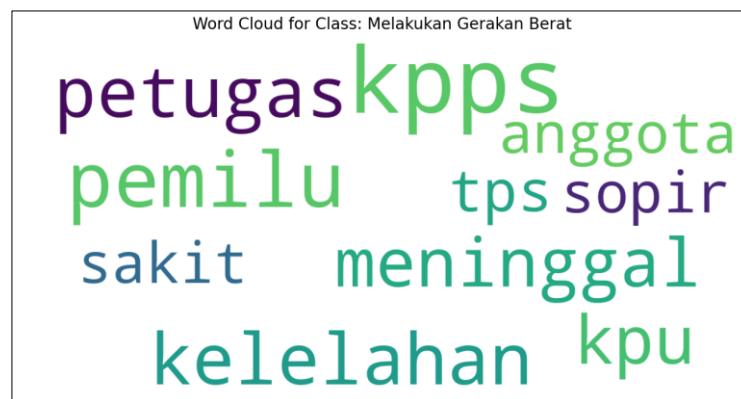 Word Cloud for Class: Melakukan Gerakan Berat
petugas kpps
anggota
pemilu
tps sopir
sakit
meninggal
kelelahan
kpu